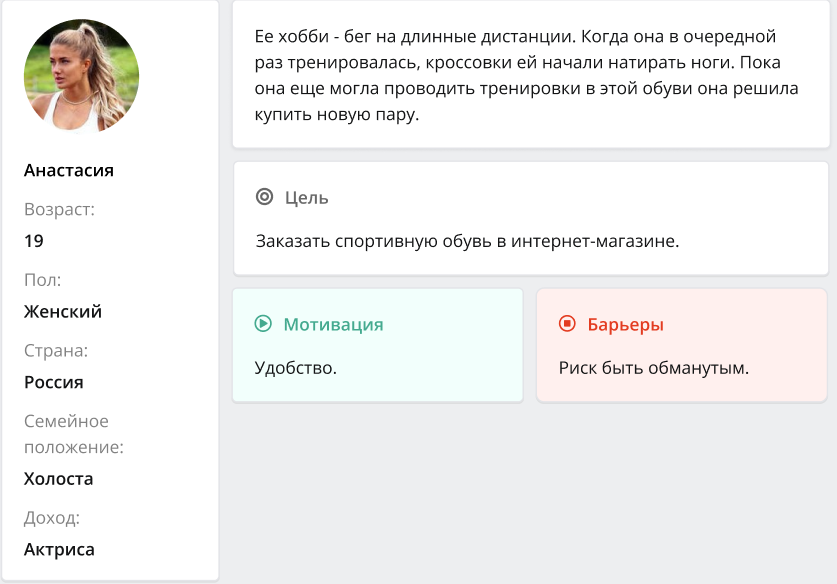 Анастасия
Возраст:
19
Пол:
Женский
Страна:
Россия
Семейное
положение:
Холоста
Доход:
Актриса
Ее хобби - бег на длинные дистанции. Когда она в очередной
раз тренировалась, кроссовки ей начали натирать ноги. Пока
она еще могла проводить тренировки в этой обуви она решила
купить новую пару.
Цель
Заказать спортивную обувь в интернет-магазине.
Мотивация
Удобство.
Барьеры
Риск быть обманутым.